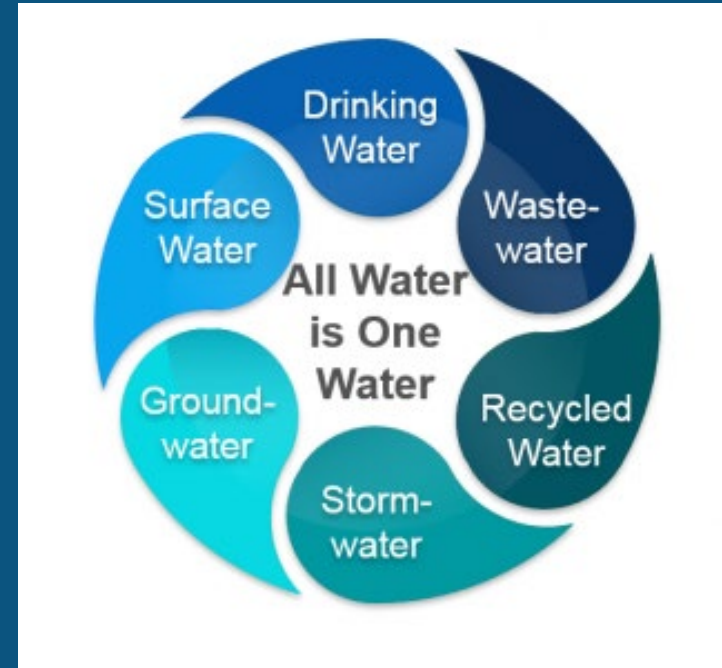 Drinking
Water
Waste-
water
Recycled
Water
Storm-
water
Ground-
water
Surface
Water
All Water
is One
Water